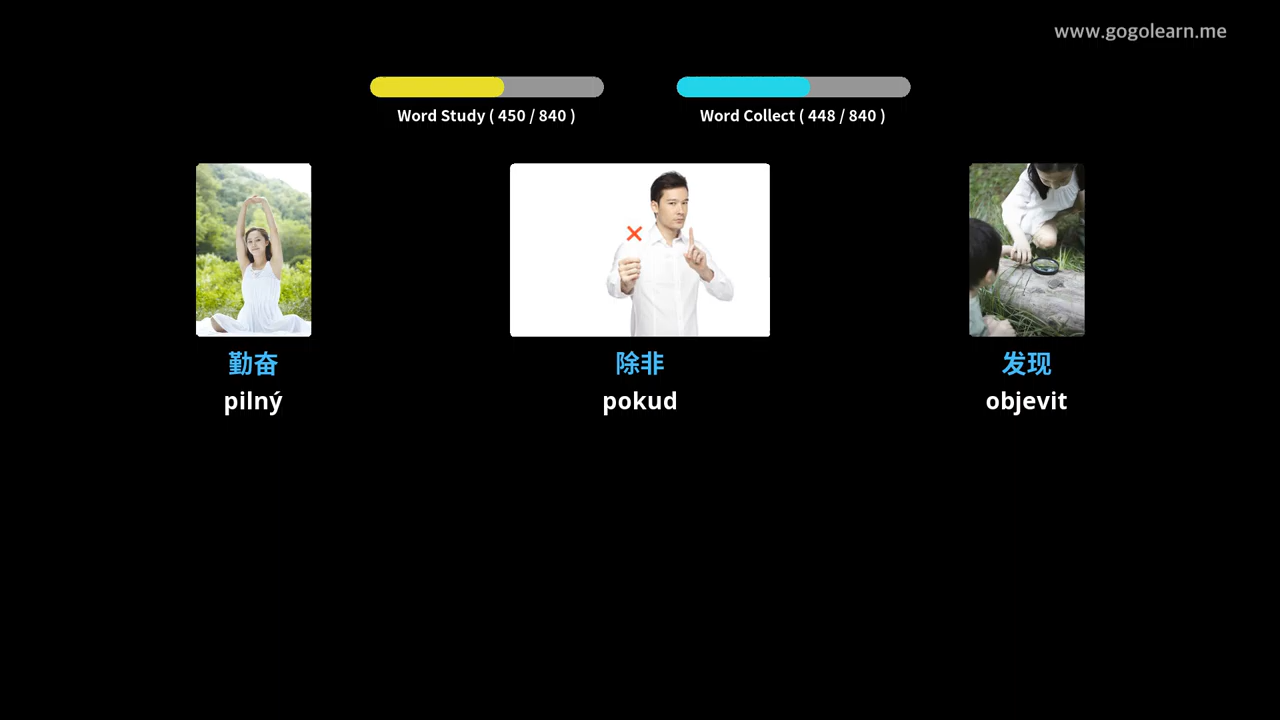 www.gogolearn.me
Word Study ( 450 / 840 )
Word Collect ( 448 / 840 )
勤奋
pilný
除非
pokud
发现
objevit